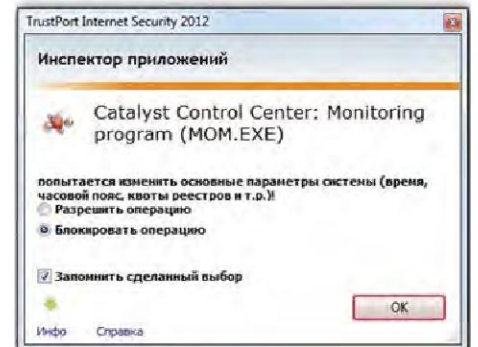 TrustPort Internet Security 2012
Инспектор приложений
Catalyst Control Center: Monitoring
program (MOM.EXE)
попытается изменить основные параметры системы (время,
часовой пояс, квоты реестров и т.р.)!
Разрешить операцию
Блокировать операцию
Запомнить сделанный выбор
OK
Инфо Справка